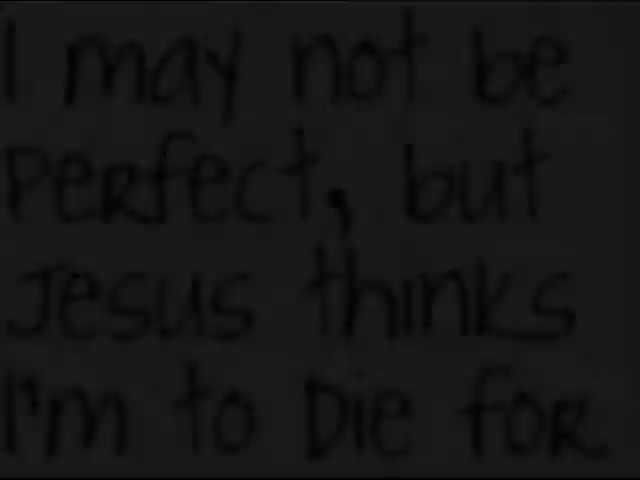 I may not be
Perfect, but
Jesus thinks
I'm to Die for.